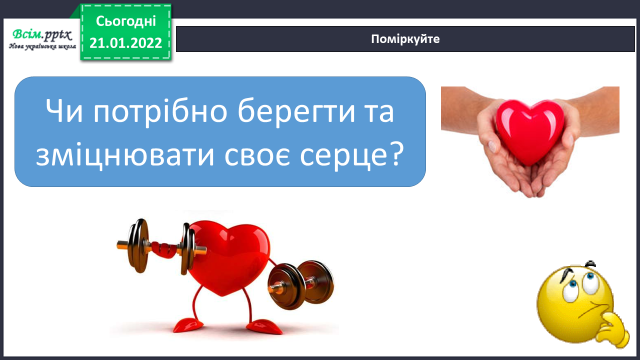 Всім.pptx
Нова українська школа
Сьогодні
21.01.2022
Поміркуйте
Чи потрібно берегти та
зміцнювати своє серце?